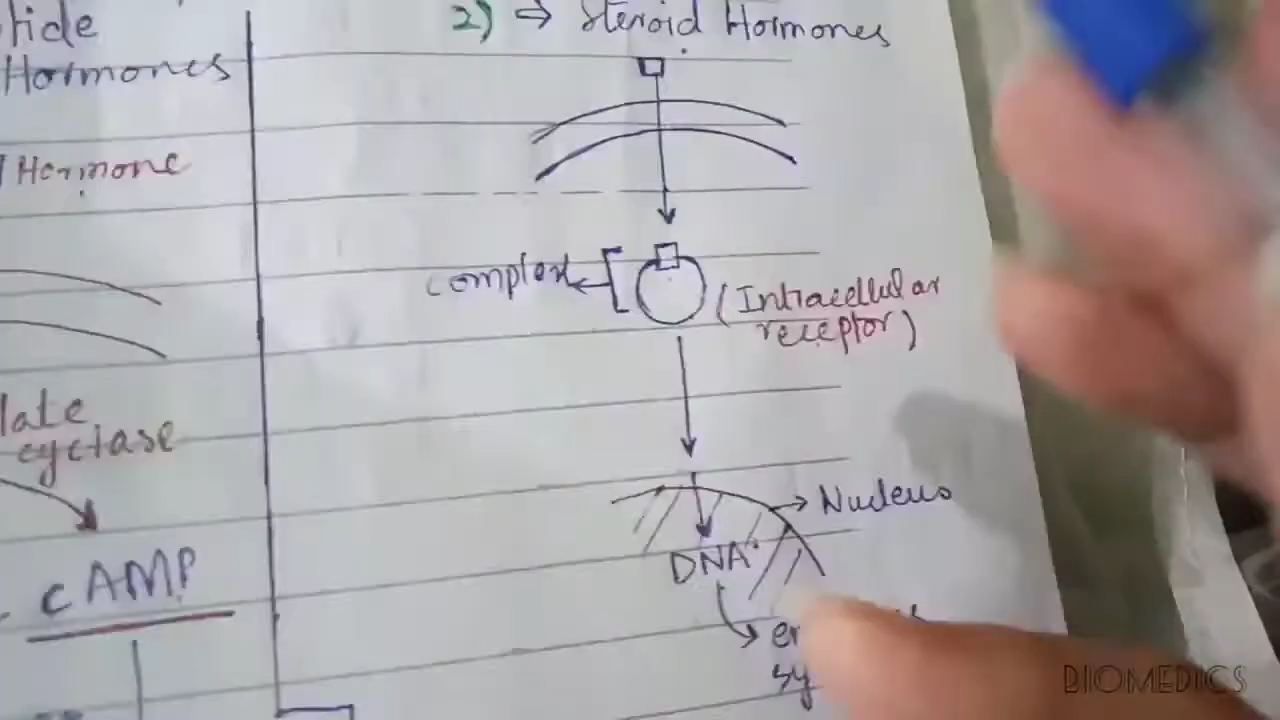 tide
Hormones
Hormone
late
cyclase
cAMP
2) ⇒ Steroid Hormones
complex
(Intracellular
receptor)
Nucleus
DNA
BIOMEDICS